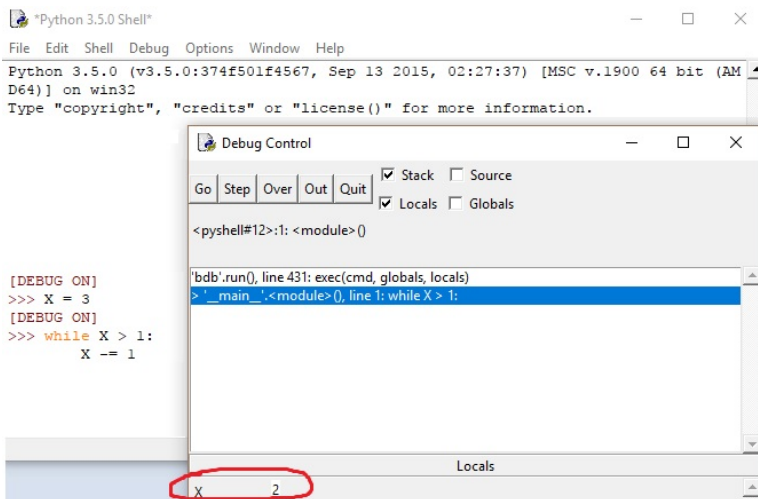 *Python 3.5.0 Shell*
File Edit Shell Debug Options Window Help
Python 3.5.0 (v3.5.0:374f501f4567, Sep 13 2015, 02:27:37) [MSC v.1900 64 bit (AM
D64)] on win32
Type "copyright", "credits" or "license()" for more information.
[DEBUG ON]
>>> X = 3
[DEBUG ON]
>>> while X > 1:
        X -= 1
Debug Control
Go Step Over Out Quit Stack Source
Locals Globals
<pyshell#12>:1: <module>()
'bdb'.run(), line 431: exec(cmd, globals, locals)
> '__main__'.<module>(), line 1: while X > 1:
Locals
X 2